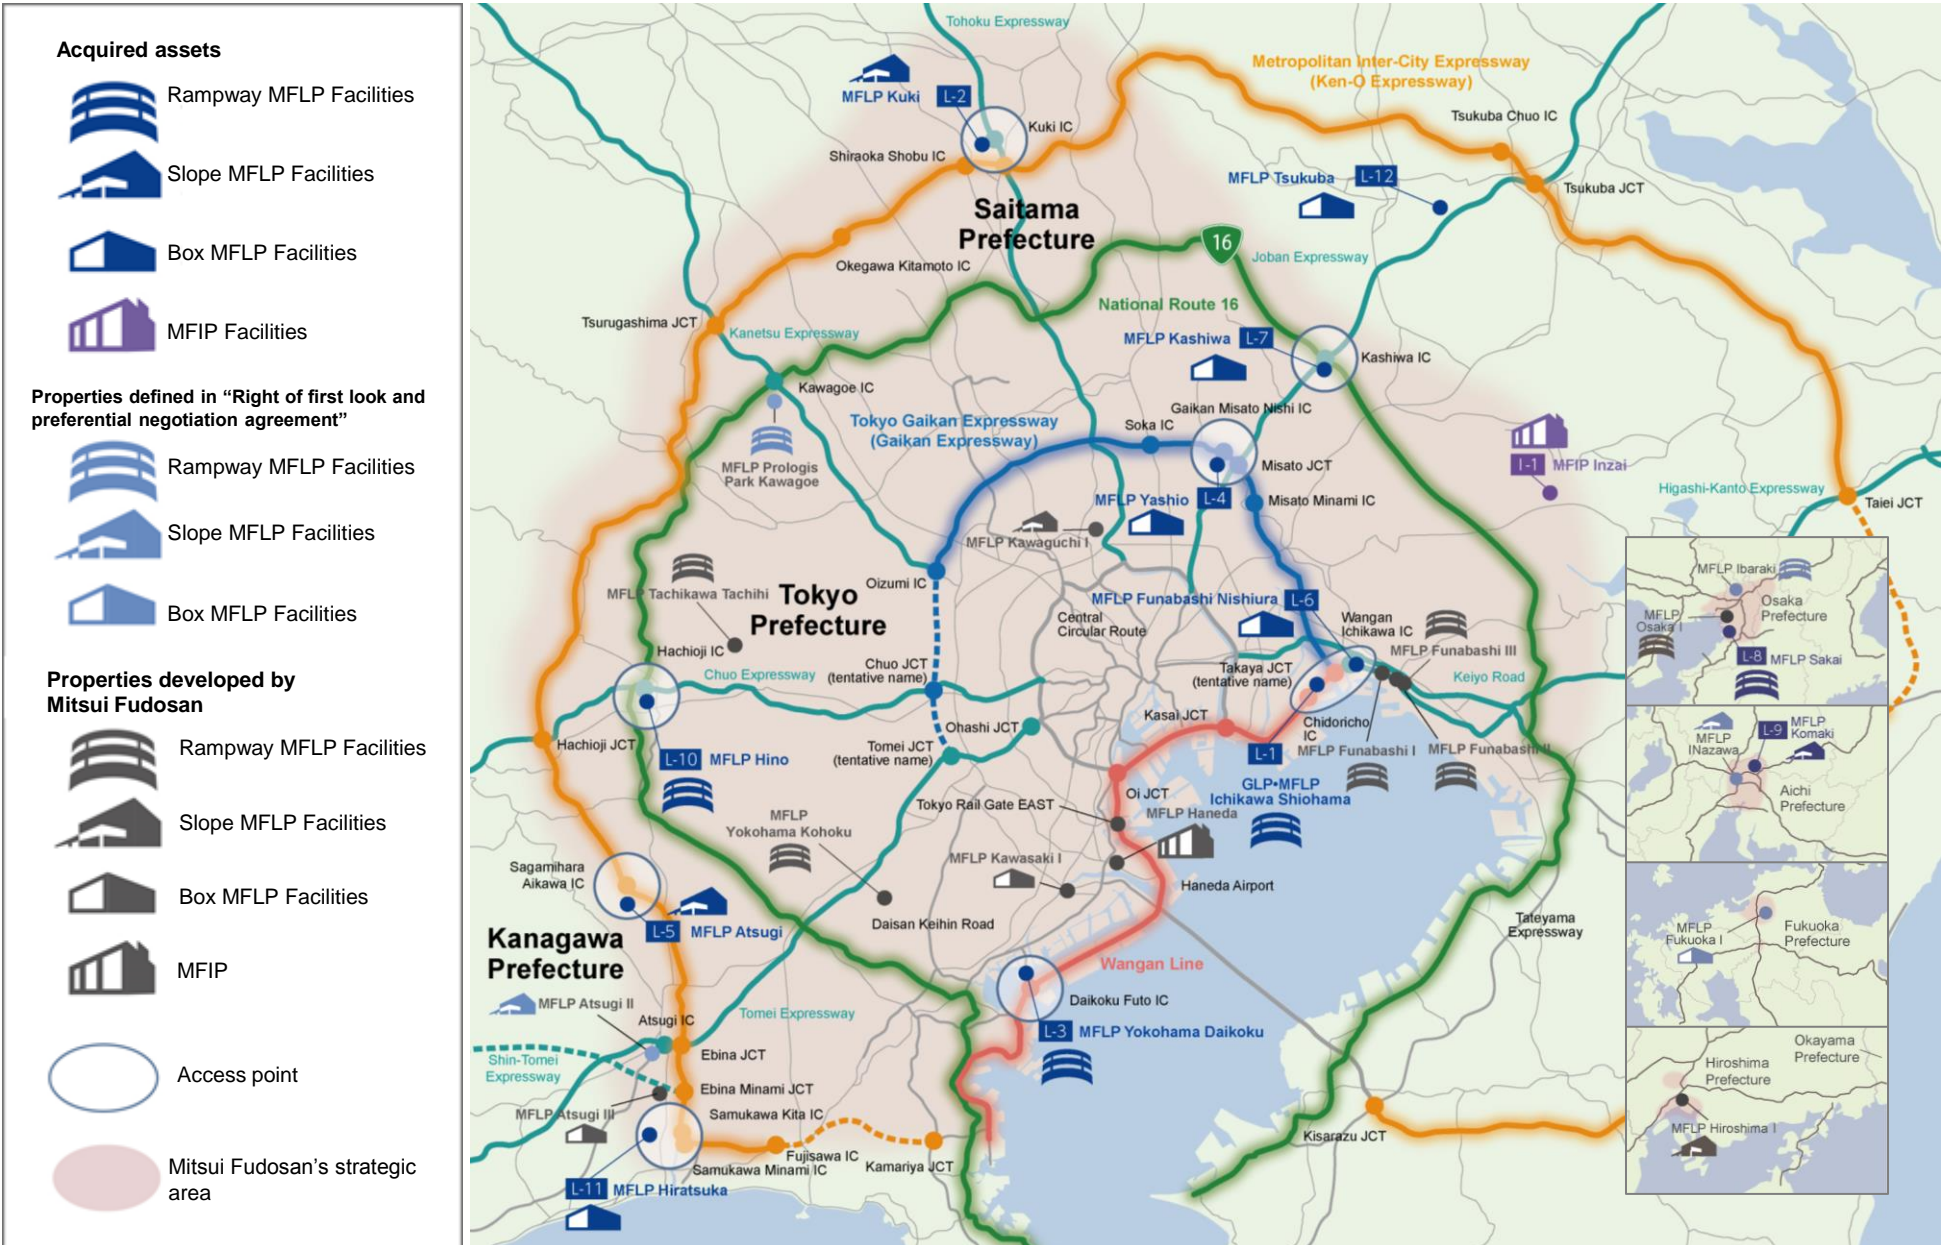 Acquired assets
Rampway MFLP Facilities
Slope MFLP Facilities
Box MFLP Facilities
MFIP Facilities
Properties defined in “Right of first look and
preferential negotiation agreement”
Rampway MFLP Facilities
Slope MFLP Facilities
Box MFLP Facilities
Properties developed by
Mitsui Fudosan
Rampway MFLP Facilities
Slope MFLP Facilities
Box MFLP Facilities
MFIP
Access point
Mitsui Fudosan’s strategic
area
Tohoku Expressway
Metropolitan Inter-City Expressway
(Ken-O Expressway)
MFLP Kuki
L-2
Kuki IC
Shiraoka Shobu IC
Tsukuba Chuo IC
MFLP Tsukuba
L-12
Tsukuba JCT
Saitama
Prefecture
16
Okegawa Kitamoto IC
Joban Expressway
National Route 16
Tsurugashima JCT
Kanetsu Expressway
MFLP Kashiwa
L-7
Kashiwa IC
Kawagoe IC
Gaikan Misato Nishi IC
Tokyo Gaikan Expressway
(Gaikan Expressway)
Soka IC
MFLP Prologis
Park Kawagoe
Misato JCT
I-1
MFIP Inzai
MFLP Yashio
L-4
Misato Minami IC
Higashi-Kanto Expressway
Taiei JCT
MFLP Kawaguchi I
Oizumi IC
MFLP Tachikawa Tachihi
Tokyo
Prefecture
MFLP Funabashi Nishiura
L-6
Central
Circular Route
Wangan
Ichikawa IC
MFLP Funabashi III
Hachioji IC
Chuo JCT
(tentative name)
Chuo Expressway
Takaya JCT
(tentative name)
Keiyo Road
Kasai JCT
Chidoricho
IC
Ohashi JCT
Hachioji JCT
Tomei JCT
(tentative name)
L-10
MFLP Hino
L-1
MFLP Funabashi I
MFLP Funabashi II
GLP•MFLP
Ichikawa Shiohama
Oi JCT
Tokyo Rail Gate EAST
MFLP Haneda
MFLP
Yokohama Kohoku
MFLP Kawasaki I
Sagamihara
Aikawa IC
Haneda Airport
Daisan Keihin Road
Tateyama
Expressway
L-5
MFLP Atsugi
Kanagawa
Prefecture
Wangan Line
MFLP Atsugi II
Atsugi IC
Tomei Expressway
Daikoku Futo IC
L-3
MFLP Yokohama Daikoku
Shin-Tomei
Expressway
Ebina JCT
Ebina Minami JCT
MFLP Atsugi III
Samukawa Kita IC
Fujisawa IC
Samukawa Minami IC
Kamariya JCT
Kisarazu JCT
L-11
MFLP Hiratsuka
MFLP Ibaraki
Osaka
Prefecture
MFLP
Osaka I
L-8
MFLP Sakai
MFLP
INazawa
L-9
MFLP
Komaki
Aichi
Prefecture
MFLP
Fukuoka I
Fukuoka
Prefecture
Okayama
Prefecture
Hiroshima
Prefecture
MFLP Hiroshima I